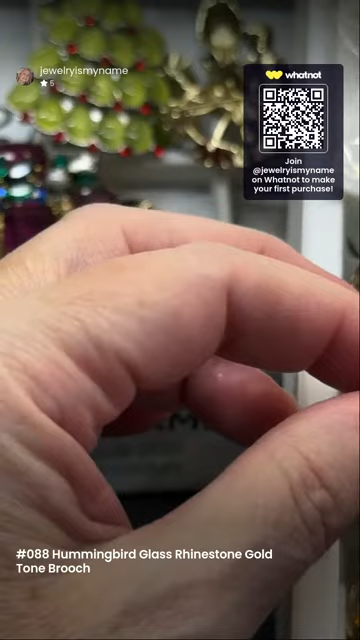 jewelryismyname
★5
whatnot
Join
@jewelryismyname
on Whatnot to make
your first purchase!
#088 Hummingbird Glass Rhinestone Gold
Tone Brooch